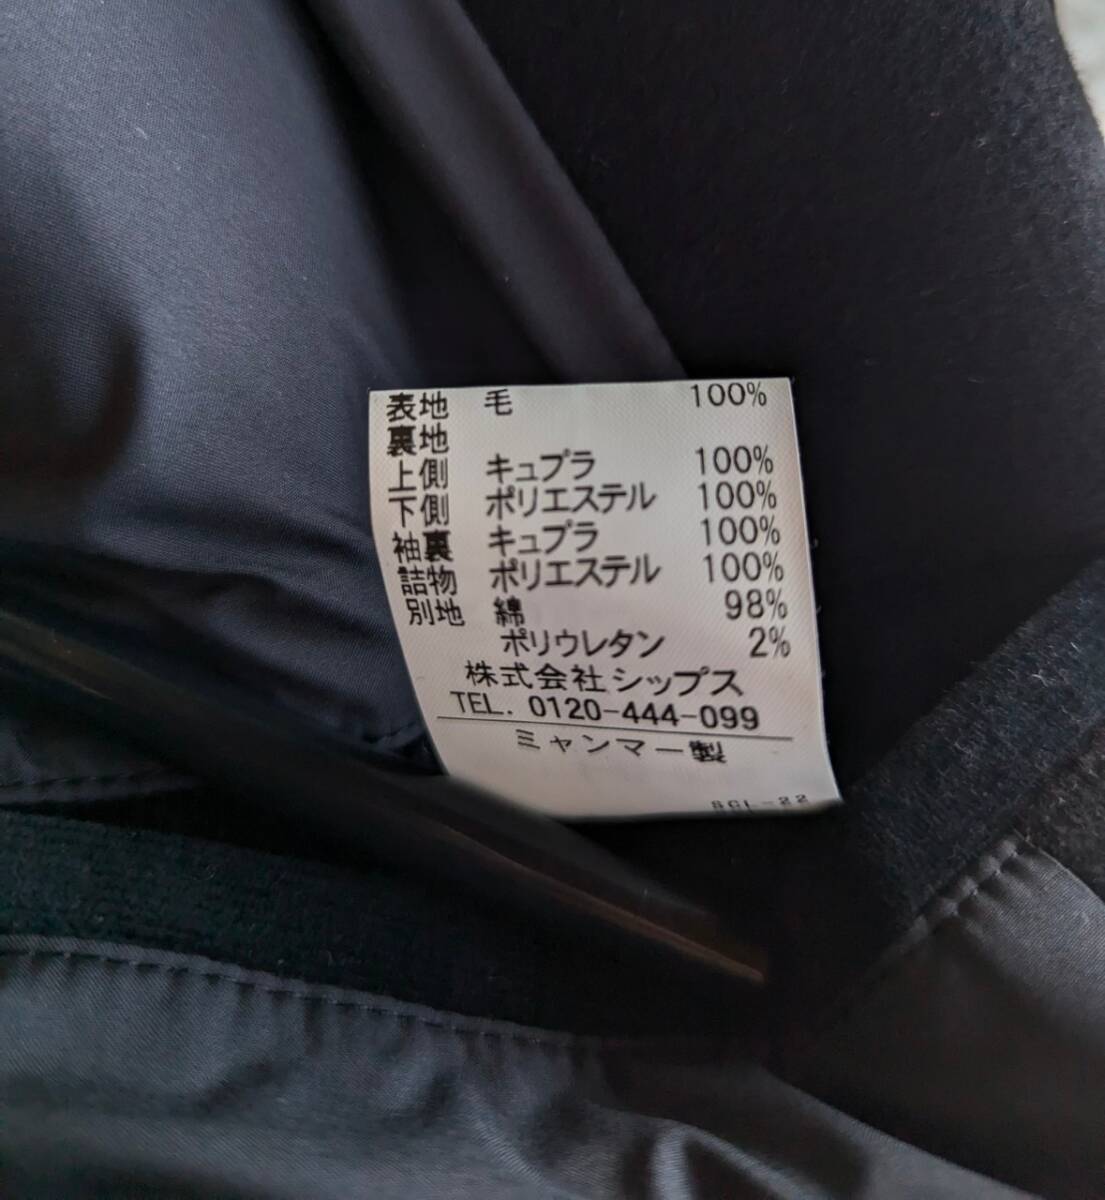 表地 毛 100%
裏地
上側 キュプラ 100%
下側 ポリエステル 100%
袖裏 キュプラ 100%
詰物 ポリエステル 100%
別地 綿 98%
ポリウレタン 2%
株式会社 シップス
TEL. 0120-444-099
ミャンマー製
SGL-22